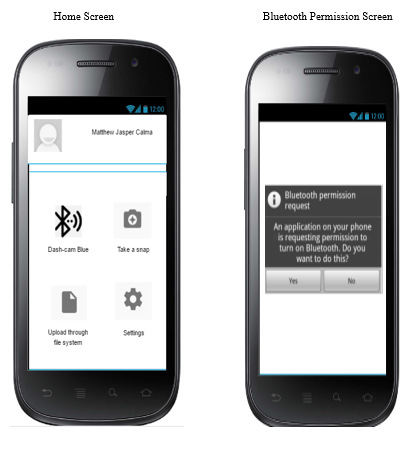 Home Screen
Bluetooth Permission Screen
12:00
Matthew Jasper Calma
Dash-cam Blue
Take a snap
Upload through
file system
Settings
12:00
Bluetooth permission
request
An application on your phone
is requesting permission to
turn on Bluetooth. Do you
want to do this?
Yes
No